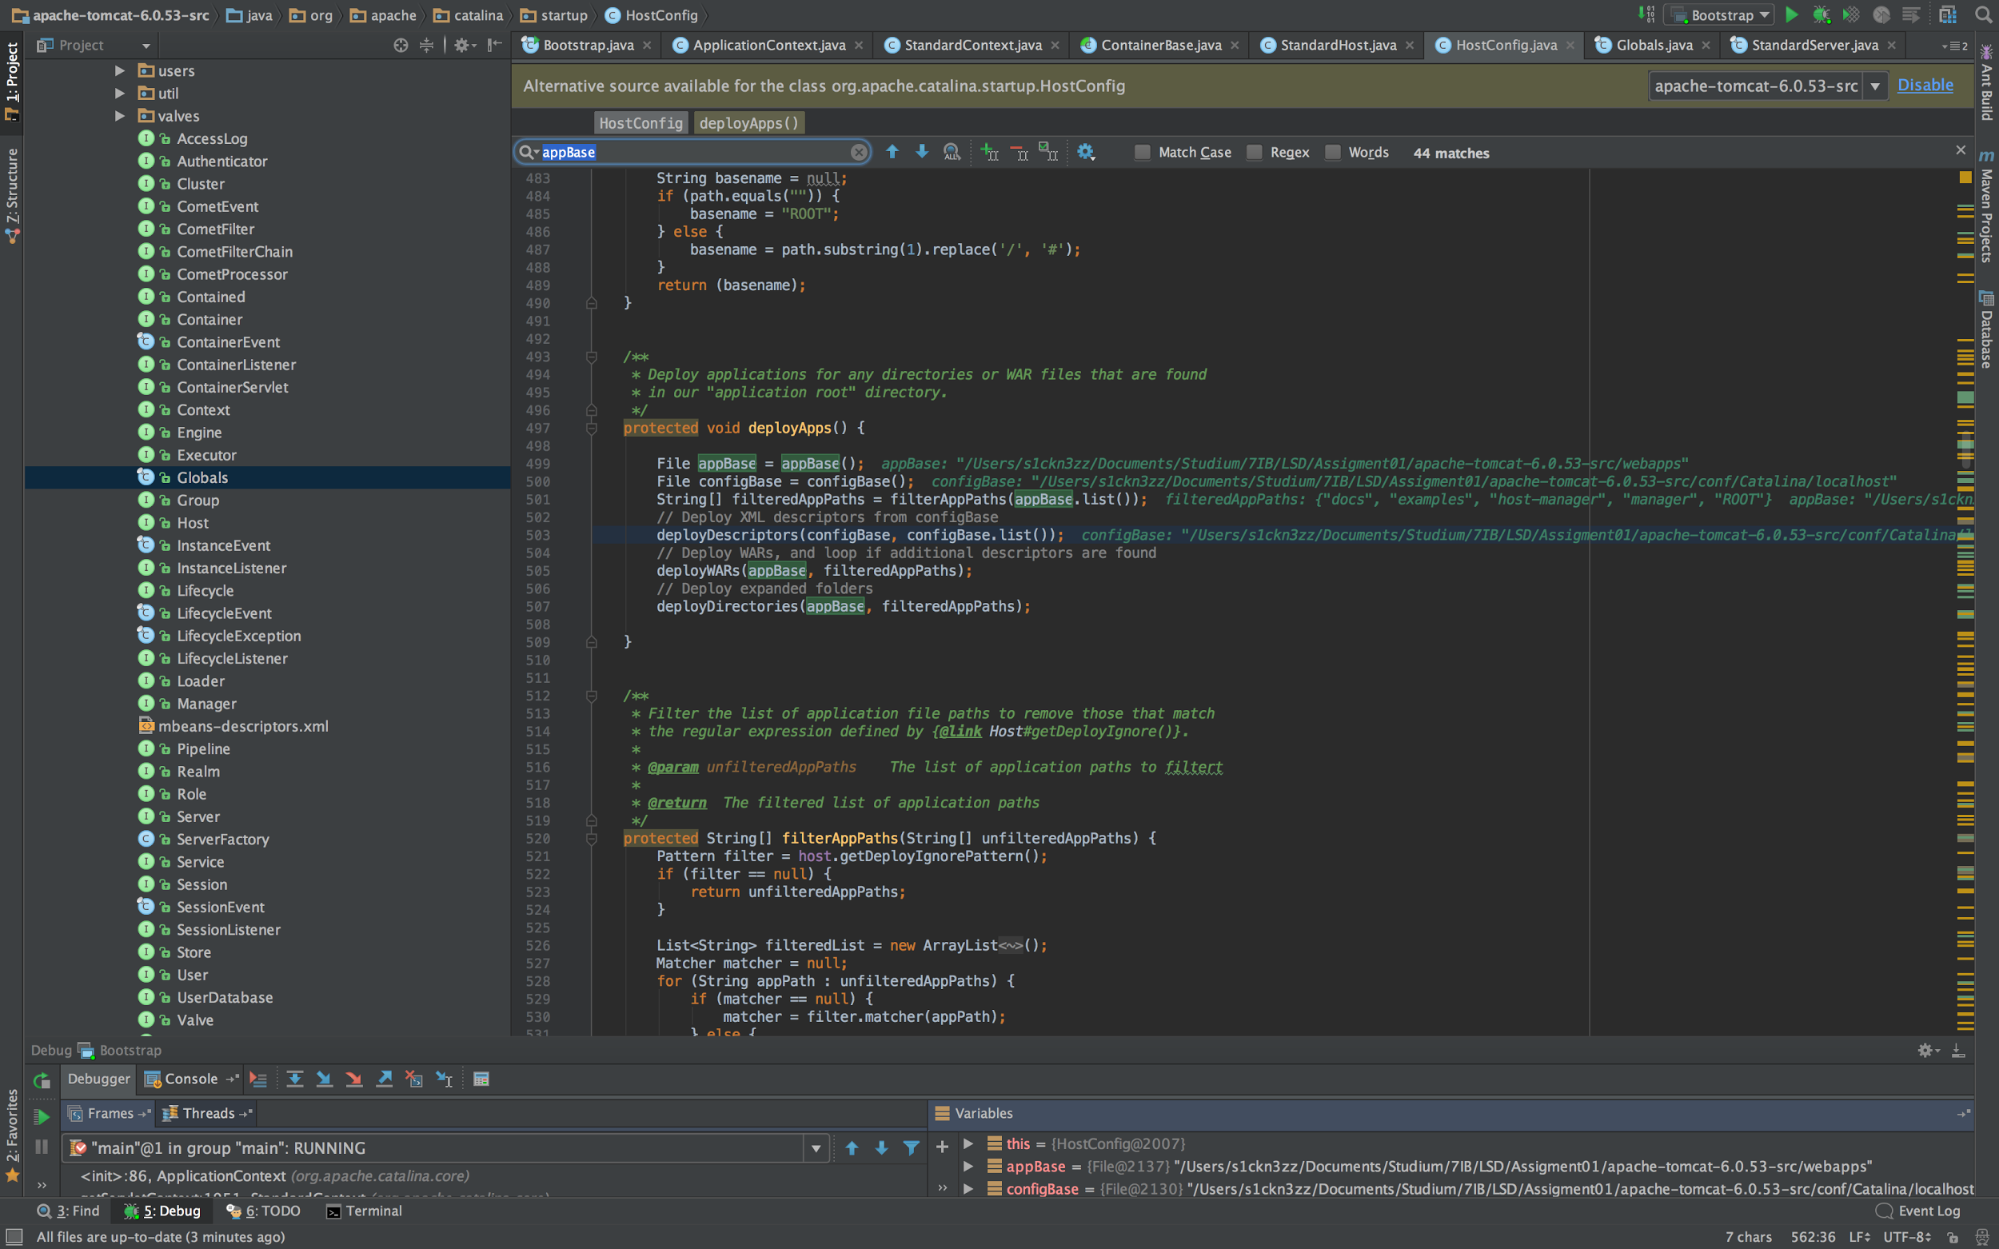 apache-tomcat-6.0.53-src java org apache catalina startup HostConfig
Bootstrap
Project
Bootstrap.java ApplicationContext.java StandardContext.java ContainerBase.java StandardHost.java HostConfig.java Globals.java StandardServer.java
1: Project
Z: Structure
2: Favorites
Ant Build
Maven Projects
Database
users
util
valves
AccessLog
Authenticator
Cluster
CometEvent
CometFilter
CometFilterChain
CometProcessor
Contained
Container
ContainerEvent
ContainerListener
ContainerServlet
Context
Engine
Executor
Globals
Group
Host
InstanceEvent
InstanceListener
Lifecycle
LifecycleEvent
LifecycleException
LifecycleListener
Loader
Manager
mbeans-descriptors.xml
Pipeline
Realm
Role
Server
ServerFactory
Service
Session
SessionEvent
SessionListener
Store
User
UserDatabase
Valve
Alternative source available for the class org.apache.catalina.startup.HostConfig apache-tomcat-6.0.53-src Disable
HostConfig deployApps()
appBase Match Case Regex Words 44 matches
483 String basename = null;
484 if (path.equals("")) {
485 basename = "ROOT";
486 } else {
487 basename = path.substring(1).replace('/', '#');
488 }
489 return (basename);
490 }
491
492
493 /**
494 * Deploy applications for any directories or WAR files that are found
495 * in our "application root" directory.
496 */
497 protected void deployApps() {
498
499 File appBase = appBase(); appBase: "/Users/s1ckn3zz/Documents/Studium/7IB/LSD/Assigment01/apache-tomcat-6.0.53-src/webapps"
500 File configBase = configBase(); configBase: "/Users/s1ckn3zz/Documents/Studium/7IB/LSD/Assigment01/apache-tomcat-6.0.53-src/conf/Catalina/localhost"
501 String[] filteredAppPaths = filterAppPaths(appBase.list()); filteredAppPaths: {"docs", "examples", "host-manager", "manager", "ROOT"} appBase: "/Users/s1ckn
502 // Deploy XML descriptors from configBase
503 deployDescriptors(configBase, configBase.list()); configBase: "/Users/s1ckn3zz/Documents/Studium/7IB/LSD/Assigment01/apache-tomcat-6.0.53-src/conf/Catalina
504 // Deploy WARs, and loop if additional descriptors are found
505 deployWARs(appBase, filteredAppPaths);
506 // Deploy expanded folders
507 deployDirectories(appBase, filteredAppPaths);
508
509 }
510
511
512 /**
513 * Filter the list of application file paths to remove those that match
514 * the regular expression defined by {@link Host#getDeployIgnore()}.
515 *
516 * @param unfilteredAppPaths The list of application paths to filtert
517 *
518 * @return The filtered list of application paths
519 */
520 protected String[] filterAppPaths(String[] unfilteredAppPaths) {
521 Pattern filter = host.getDeployIgnorePattern();
522 if (filter == null) {
523 return unfilteredAppPaths;
524 }
525
526 List<String> filteredList = new ArrayList<~>();
527 Matcher matcher = null;
528 for (String appPath : unfilteredAppPaths) {
529 if (matcher == null) {
530 matcher = filter.matcher(appPath);
531 } else {
Debug Bootstrap
Debugger Console
Frames Threads
"main"@1 in group "main": RUNNING
<init>:86, ApplicationContext (org.apache.catalina.core)
getServletContext:1951, StandardContext (org.apache.catalina.core)
Variables
this = {HostConfig@2007}
appBase = {File@2137} "/Users/s1ckn3zz/Documents/Studium/7IB/LSD/Assigment01/apache-tomcat-6.0.53-src/webapps"
configBase = {File@2130} "/Users/s1ckn3zz/Documents/Studium/7IB/LSD/Assigment01/apache-tomcat-6.0.53-src/conf/Catalina/localhost
3: Find 5: Debug 6: TODO Terminal Event Log
All files are up-to-date (3 minutes ago) 7 chars 562:36 LF UTF-8